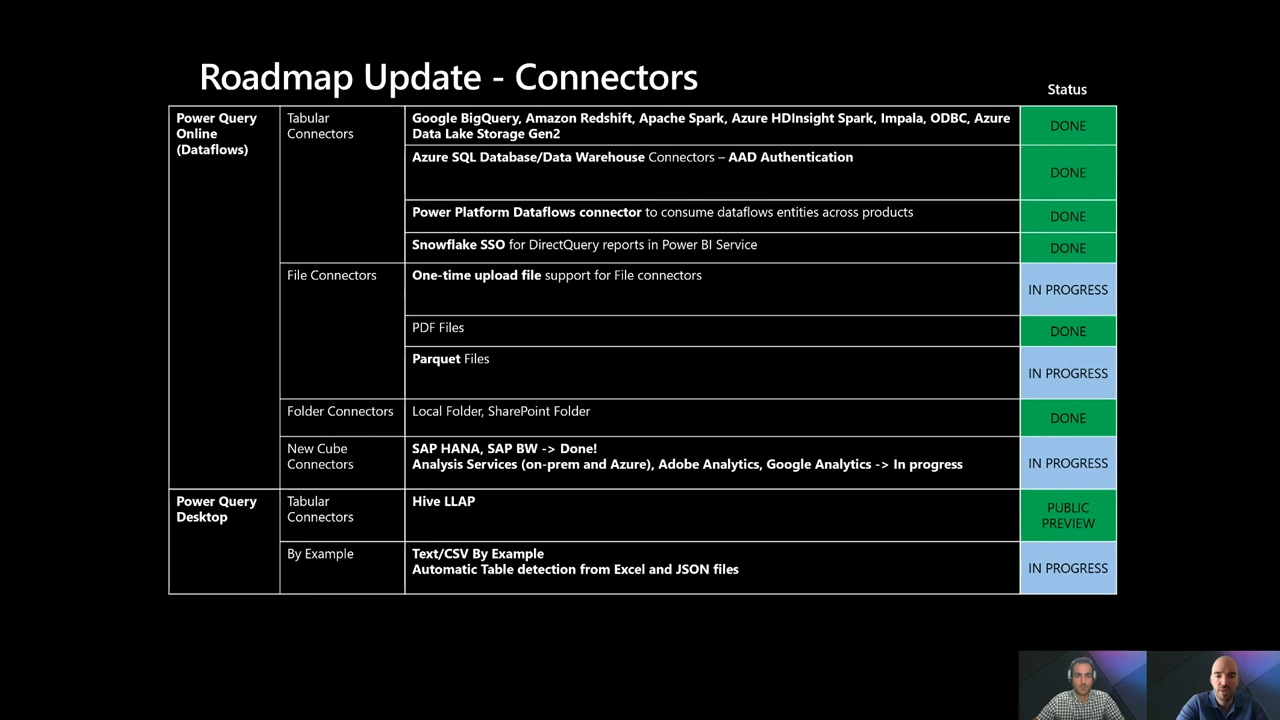 Roadmap Update - Connectors
Status
Power Query
Online
(Dataflows)
Tabular
Connectors
Google BigQuery, Amazon Redshift, Apache Spark, Azure HDInsight Spark, Impala, ODBC, Azure
Data Lake Storage Gen2
DONE
Azure SQL Database/Data Warehouse Connectors – AAD Authentication
DONE
Power Platform Dataflows connector to consume dataflows entities across products
DONE
Snowflake SSO for DirectQuery reports in Power BI Service
DONE
File Connectors
One-time upload file support for File connectors
IN PROGRESS
PDF Files
DONE
Parquet Files
IN PROGRESS
Folder Connectors
Local Folder, SharePoint Folder
DONE
New Cube
Connectors
SAP HANA, SAP BW -> Done!
Analysis Services (on-prem and Azure), Adobe Analytics, Google Analytics -> In progress
IN PROGRESS
Power Query
Desktop
Tabular
Connectors
Hive LLAP
PUBLIC
PREVIEW
By Example
Text/CSV By Example
Automatic Table detection from Excel and JSON files
IN PROGRESS